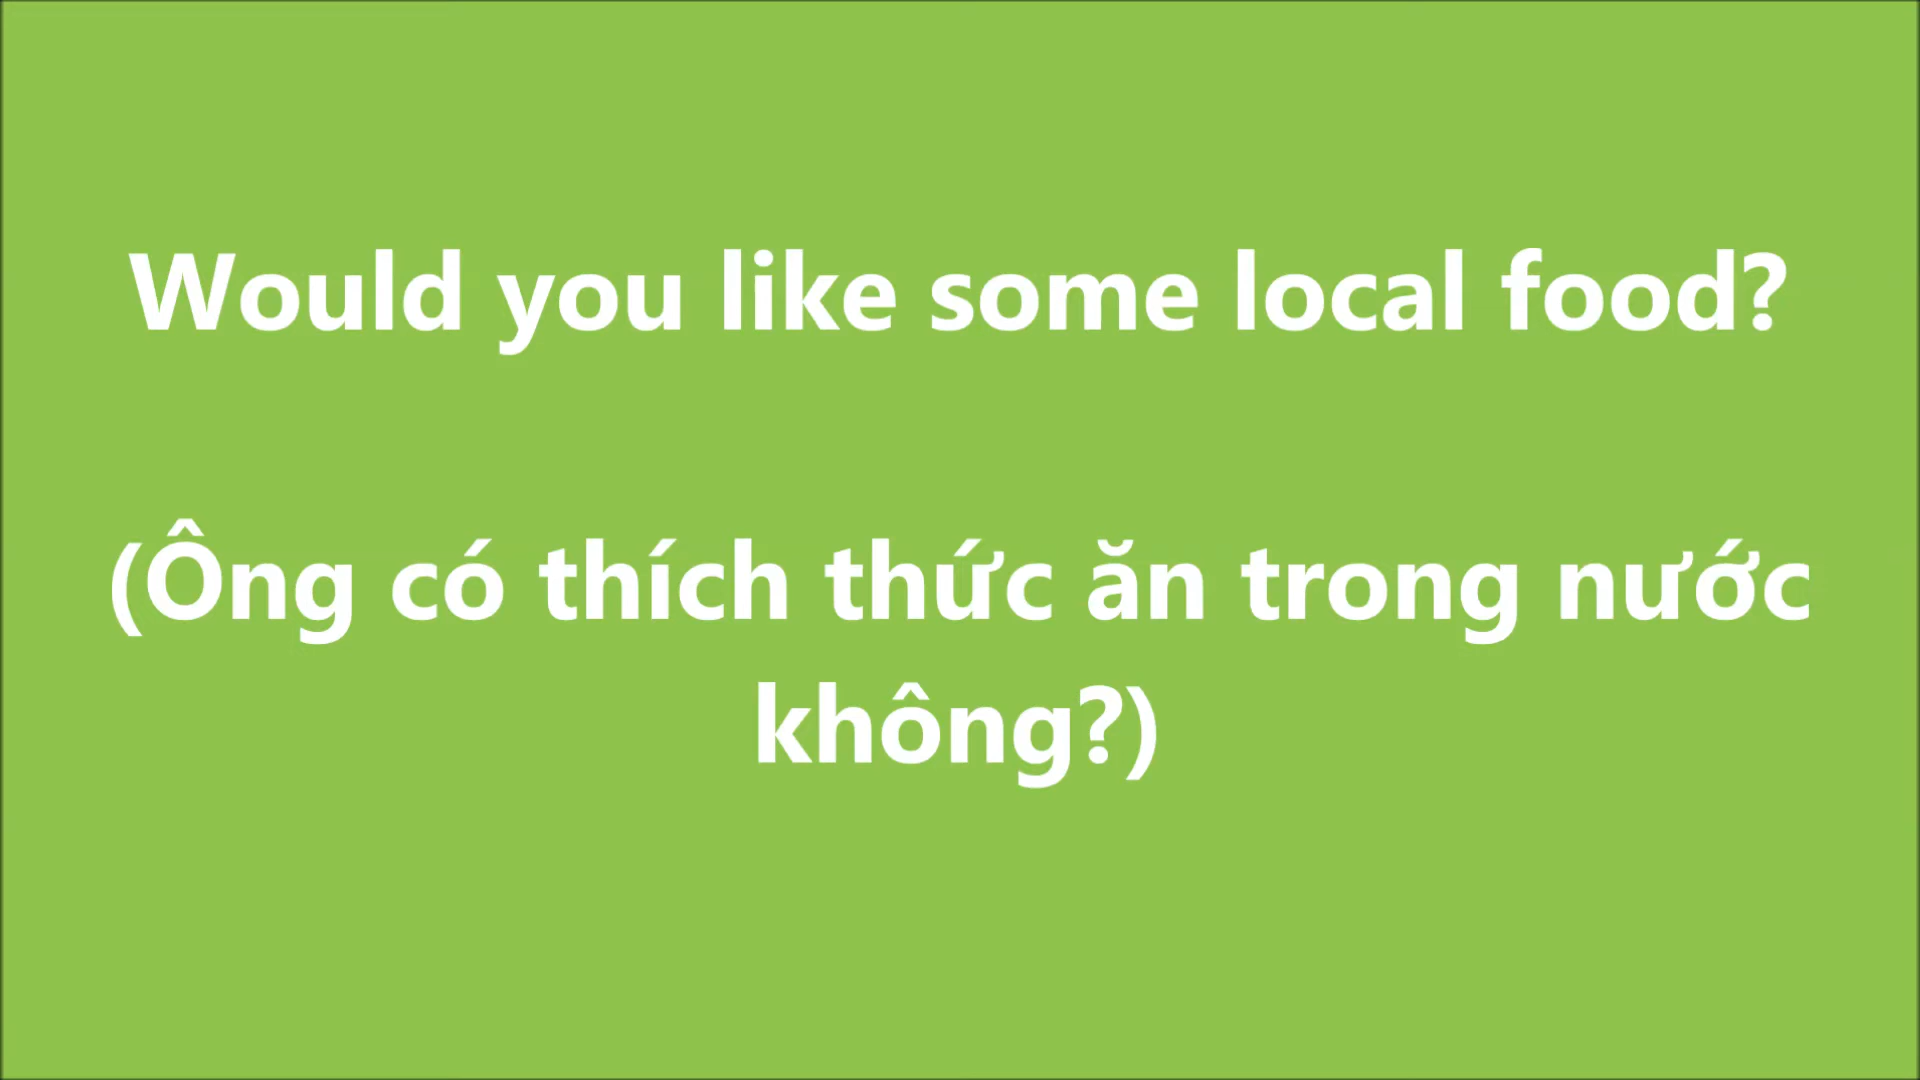 Would you like some local food?
(Ông có thích thức ăn trong nước
không?)